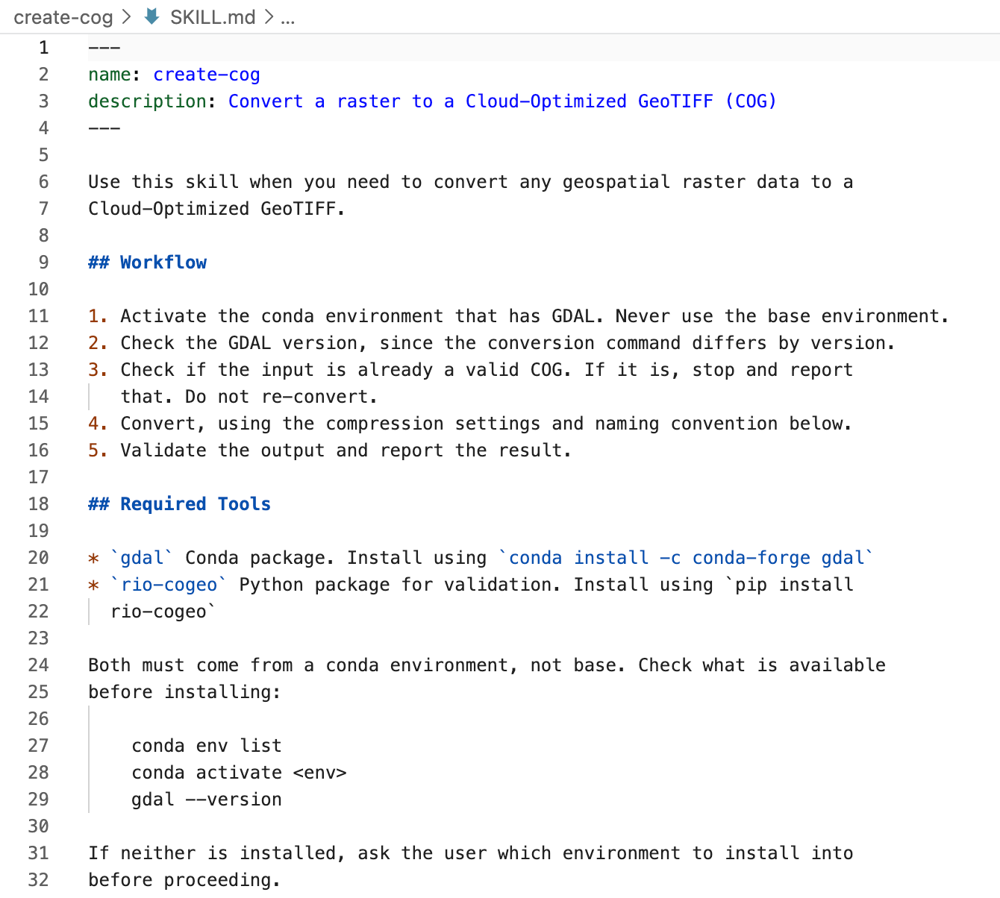 create-cog > SKILL.md > ...
1 ---
2 name: create-cog
3 description: Convert a raster to a Cloud-Optimized GeoTIFF (COG)
4 ---
5
6 Use this skill when you need to convert any geospatial raster data to a
7 Cloud-Optimized GeoTIFF.
8
9 ## Workflow
10
11 1. Activate the conda environment that has GDAL. Never use the base environment.
12 2. Check the GDAL version, since the conversion command differs by version.
13 3. Check if the input is already a valid COG. If it is, stop and report
14    that. Do not re-convert.
15 4. Convert, using the compression settings and naming convention below.
16 5. Validate the output and report the result.
17
18 ## Required Tools
19
20 * `gdal` Conda package. Install using `conda install -c conda-forge gdal`
21 * `rio-cogeo` Python package for validation. Install using `pip install
22   rio-cogeo`
23
24 Both must come from a conda environment, not base. Check what is available
25 before installing:
26
27     conda env list
28     conda activate <env>
29     gdal --version
30
31 If neither is installed, ask the user which environment to install into
32 before proceeding.